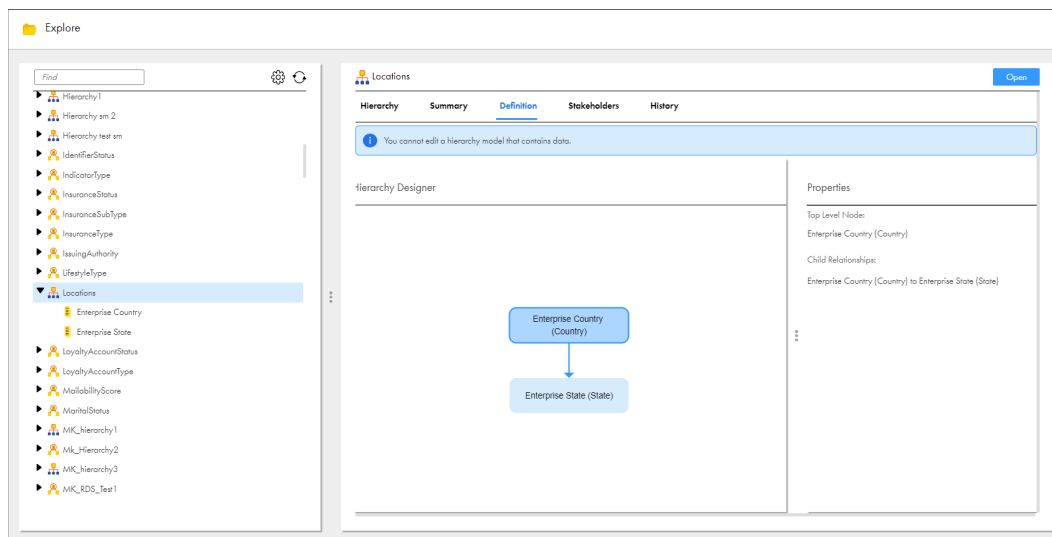 Explore
Find
Hierarchy1
Hierarchy sm 2
Hierarchy test sm
IdentifierStatus
IndicatorType
InsuranceStatus
InsuranceSubType
InsuranceType
IssuingAuthority
LifestyleType
Locations
Enterprise Country
Enterprise State
LoyaltyAccountStatus
LoyaltyAccountType
MailabilityScore
MaritalStatus
MK_hierarchy1
Mk_Hierarchy2
MK_hierarchy3
MK_RDS_Test1
Locations
Open
Hierarchy Summary Definition Stakeholders History
You cannot edit a hierarchy model that contains data.
Hierarchy Designer
Enterprise Country
(Country)
Enterprise State (State)
Properties
Top Level Node:
Enterprise Country (Country)
Child Relationships:
Enterprise Country (Country) to Enterprise State (State)